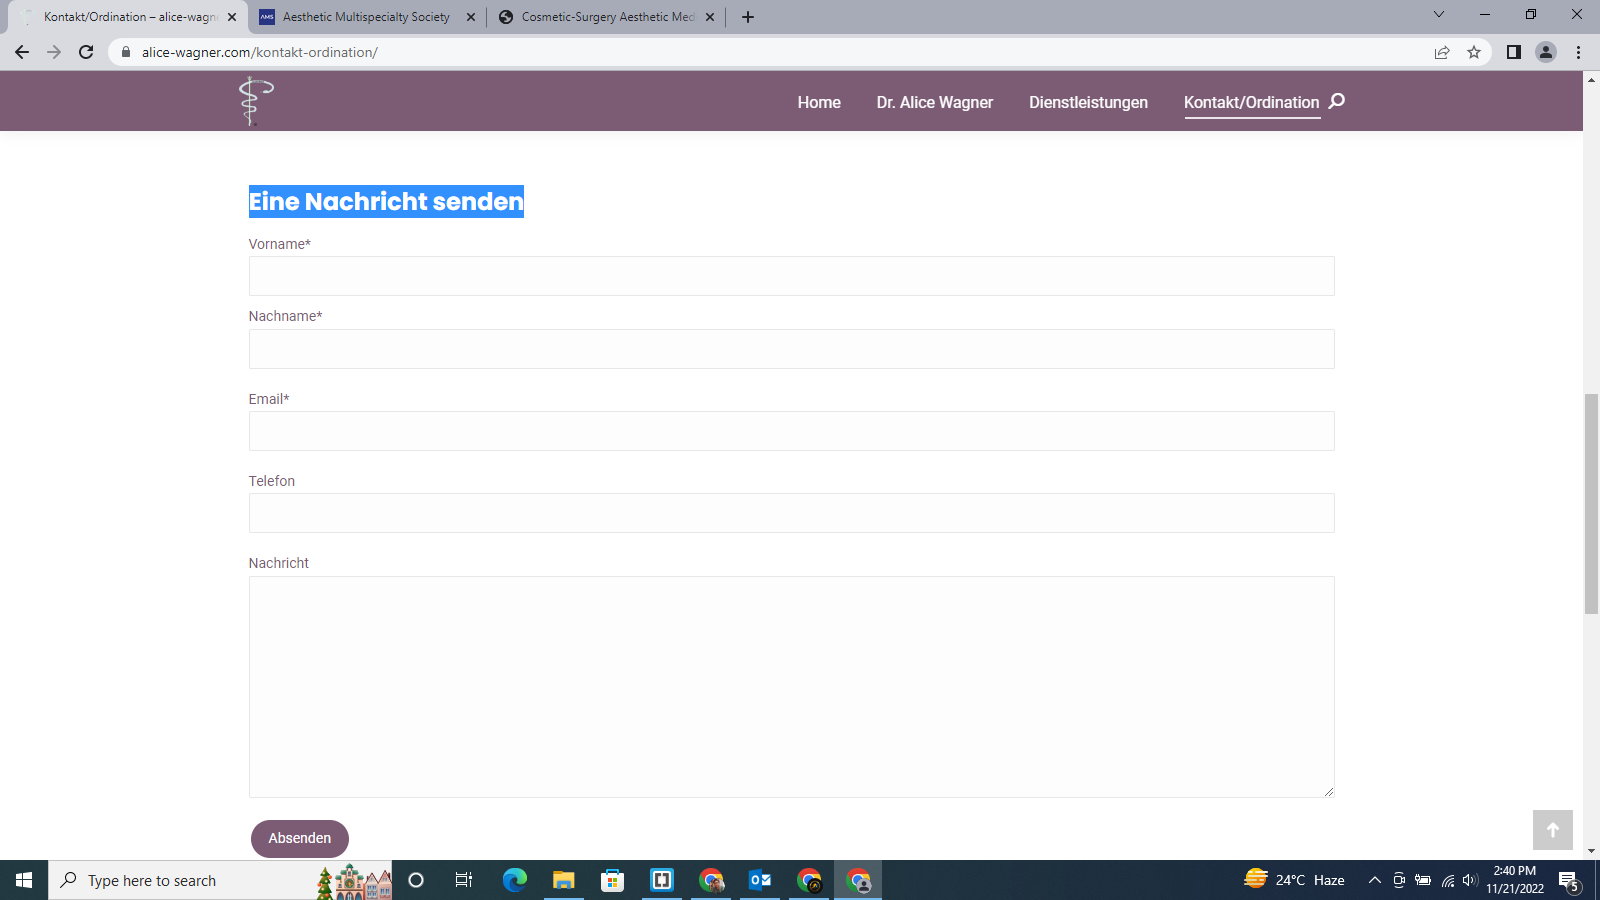 Kontakt/Ordination – alice-wagn
AMS
Aesthetic Multispecialty Society
Cosmetic-Surgery Aesthetic Med
alice-wagner.com/kontakt-ordination/
Home
Dr. Alice Wagner
Dienstleistungen
Kontakt/Ordination
Eine Nachricht senden
Vorname*
Nachname*
Email*
Telefon
Nachricht
Absenden
Type here to search
24°C Haze
2:40 PM
11/21/2022
5